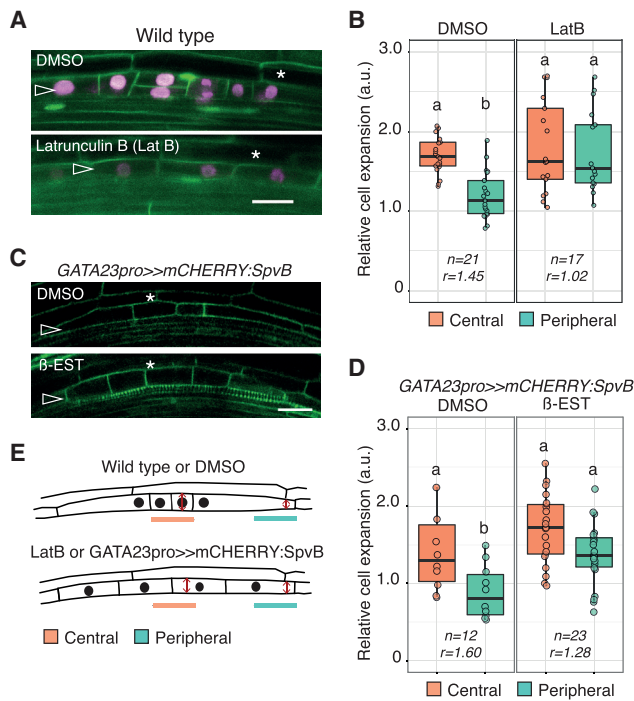 A
Wild type
DMSO
*
Latrunculin B (Lat B)
*
B
DMSO
LatB
Relative cell expansion (a.u.)
3.0
2.0
1.0
0
a
b
a
a
n=21
r=1.45
n=17
r=1.02
Central
Peripheral
C
GATA23pro>>mCHERRY:SpvB
DMSO
*
ß-EST
*
D
GATA23pro>>mCHERRY:SpvB
DMSO
ß-EST
Relative cell expansion (a.u.)
3.0
2.0
1.0
0
a
b
a
a
n=12
r=1.60
n=23
r=1.28
Central
Peripheral
E
Wild type or DMSO
LatB or GATA23pro>>mCHERRY:SpvB
Central
Peripheral